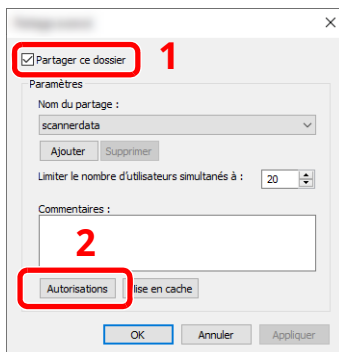 Partager ce dossier
1
Paramètres
Nom du partage :
scannerdata
Ajouter Supprimer
Limiter le nombre d'utilisateurs simultanés à : 20
Commentaires :
2
Autorisations Mise en cache
OK Annuler Appliquer